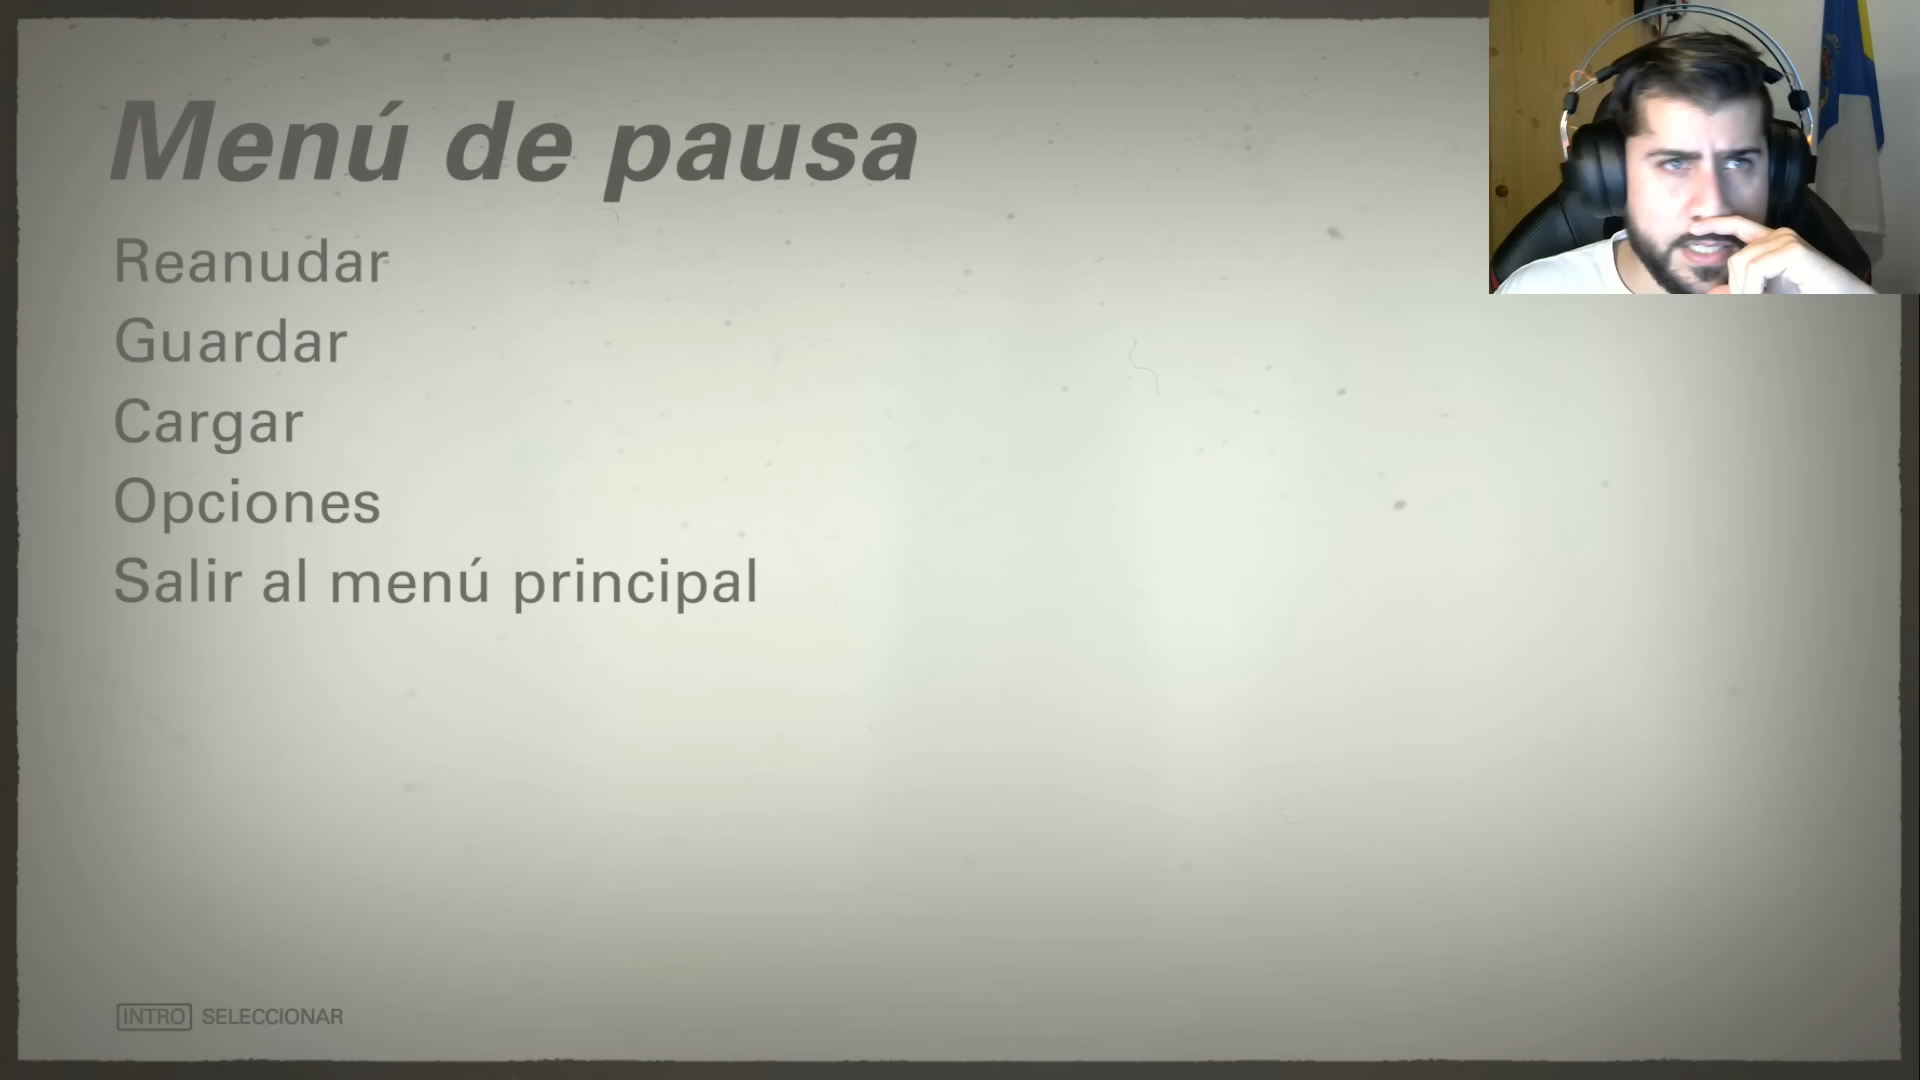 Menú de pausa
Reanudar
Guardar
Cargar
Opciones
Salir al menú principal
INTRO SELECCIONAR